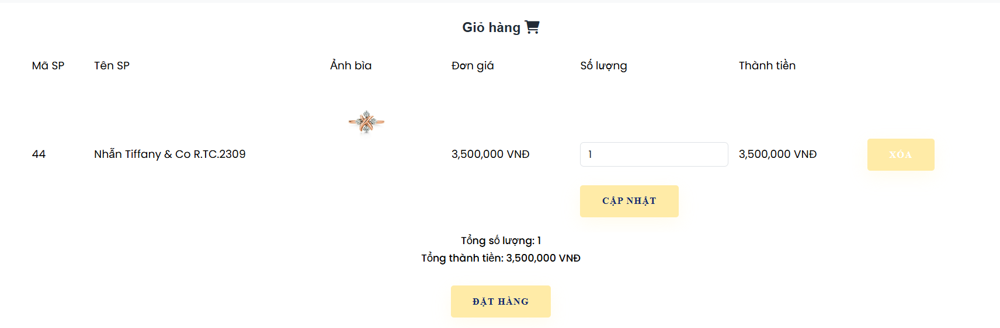 Giỏ hàng
Mã SP Tên SP Ảnh bìa Đơn giá Số lượng Thành tiền
44 Nhẫn Tiffany & Co R.TC.2309 3,500,000 VNĐ 1 3,500,000 VNĐ XÓA
CẬP NHẬT
Tổng số lượng: 1
Tổng thành tiền: 3,500,000 VNĐ
ĐẶT HÀNG